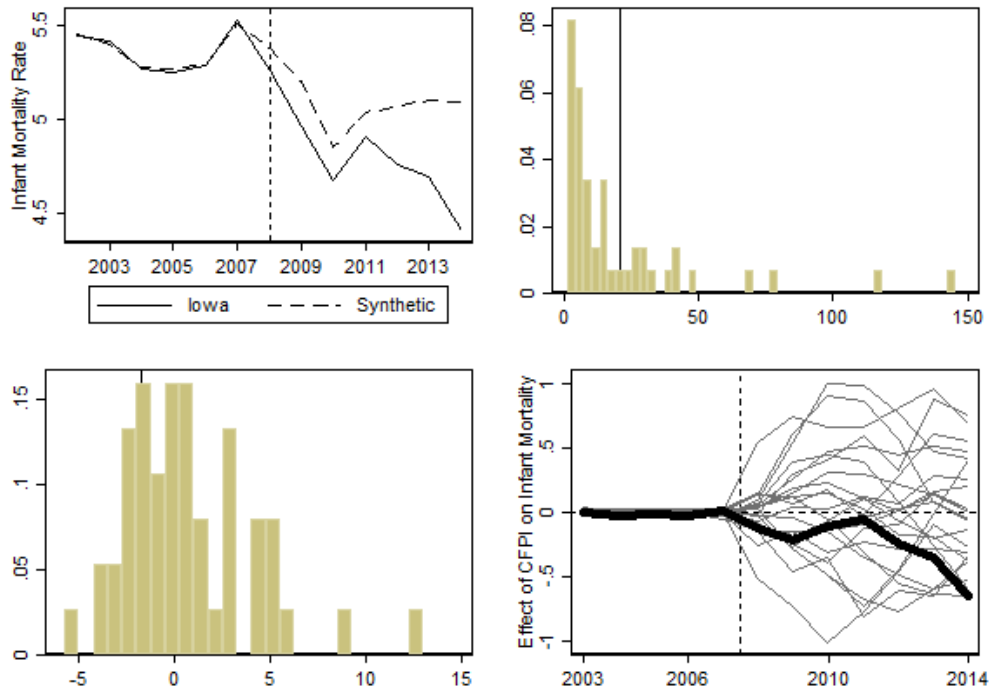 Infant Mortality Rate
5.5
5
4.5
2003 2005 2007 2009 2011 2013
Iowa Synthetic
.08
.06
.04
.02
0
0 50 100 150
.15
.1
.05
0
-5 0 5 10 15
Effect of CFPI on Infant Mortality
1
.5
0
-.5
-1
2003 2006 2010 2014